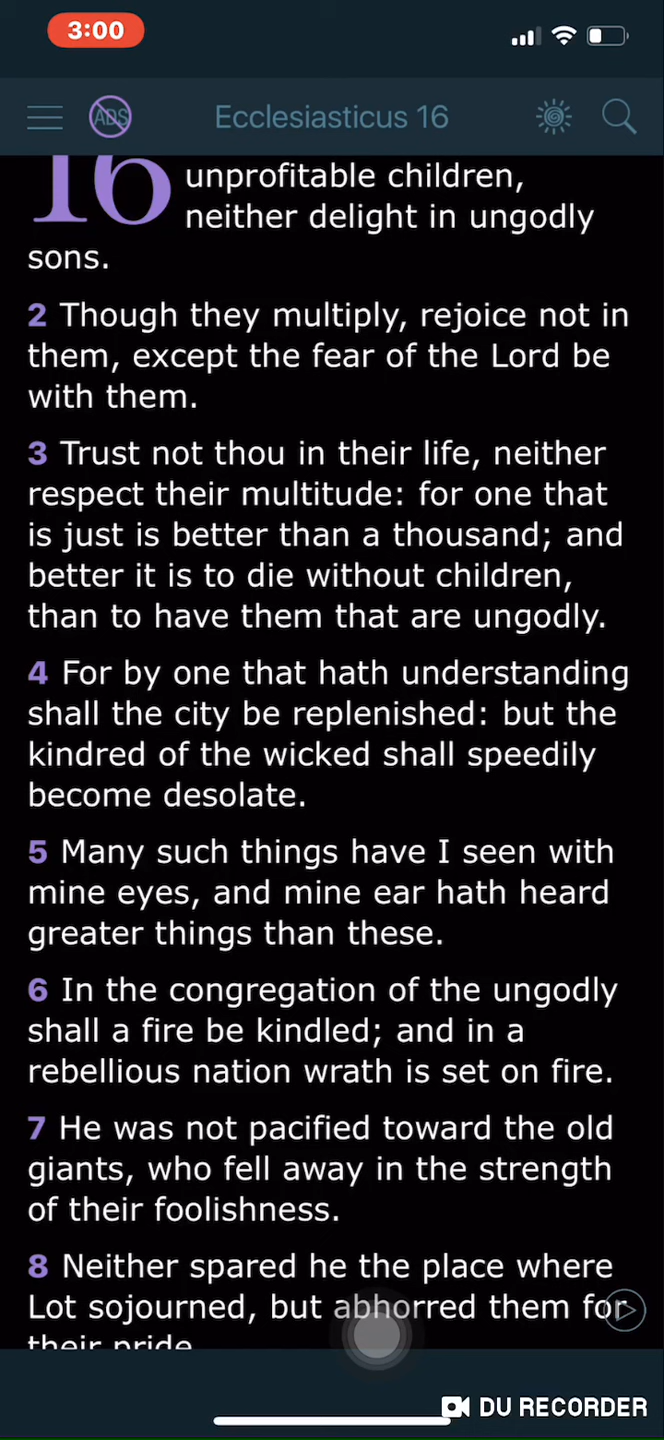 3:00
ADS
Ecclesiasticus 16
16 unprofitable children,
neither delight in ungodly
sons.
2 Though they multiply, rejoice not in
them, except the fear of the Lord be
with them.
3 Trust not thou in their life, neither
respect their multitude: for one that
is just is better than a thousand; and
better it is to die without children,
than to have them that are ungodly.
4 For by one that hath understanding
shall the city be replenished: but the
kindred of the wicked shall speedily
become desolate.
5 Many such things have I seen with
mine eyes, and mine ear hath heard
greater things than these.
6 In the congregation of the ungodly
shall a fire be kindled; and in a
rebellious nation wrath is set on fire.
7 He was not pacified toward the old
giants, who fell away in the strength
of their foolishness.
8 Neither spared he the place where
Lot sojourned, but abhorred them for
their pride
DU RECORDER